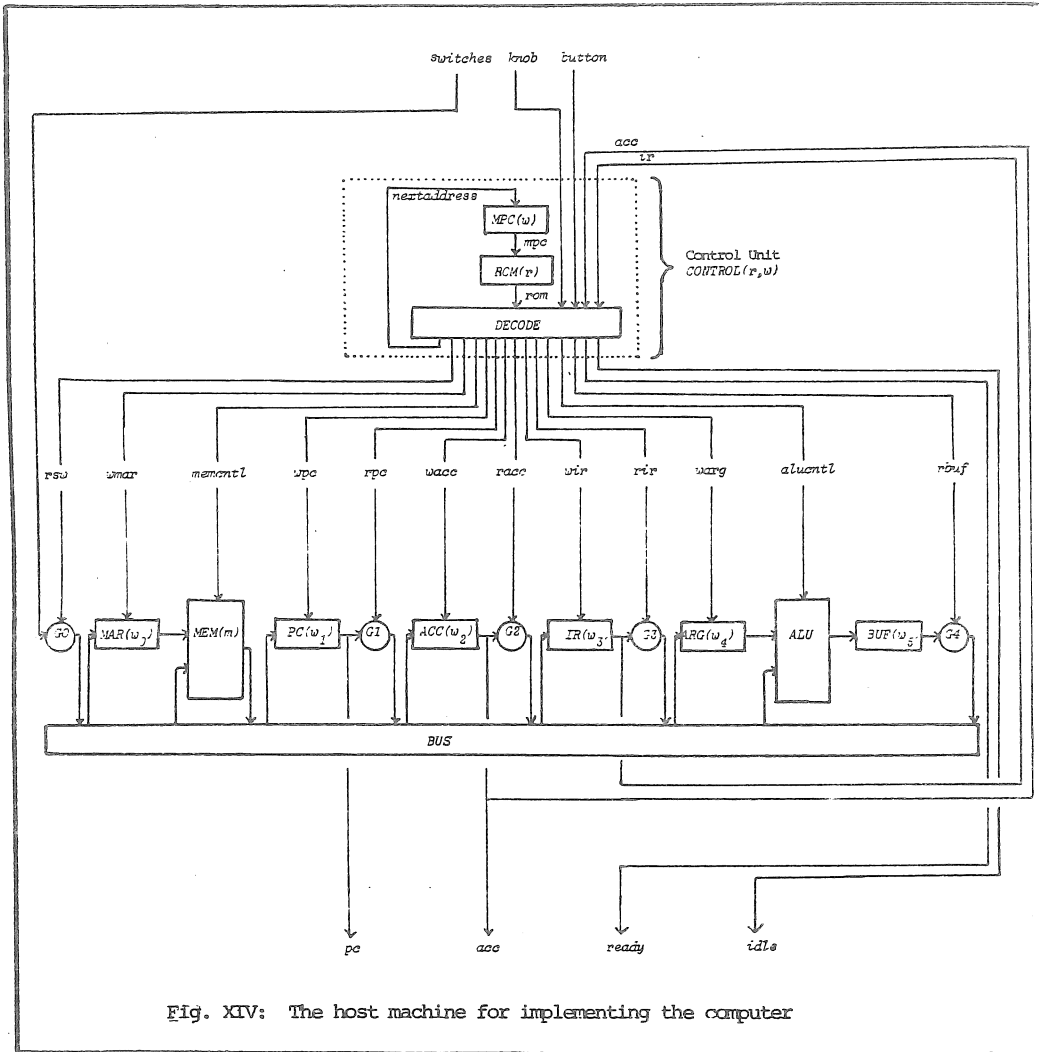 switches knob button
acc
ir
nextaddress
MPC(w)
mpc
ROM(r)
rom
DECODE
Control Unit
CONTROL(r,w)
rsw wmar memcntl wpc rpc wacc racc wir rir warg alucntl rbuf
G0 MAR(w₀) MEM(m) PC(w₁) G1 ACC(w₂) G2 IR(w₃) G3 ARG(w₄) ALU BUF(w₅) G4
BUS
pc acc ready idle
Fig. XIV: The host machine for implementing the computer